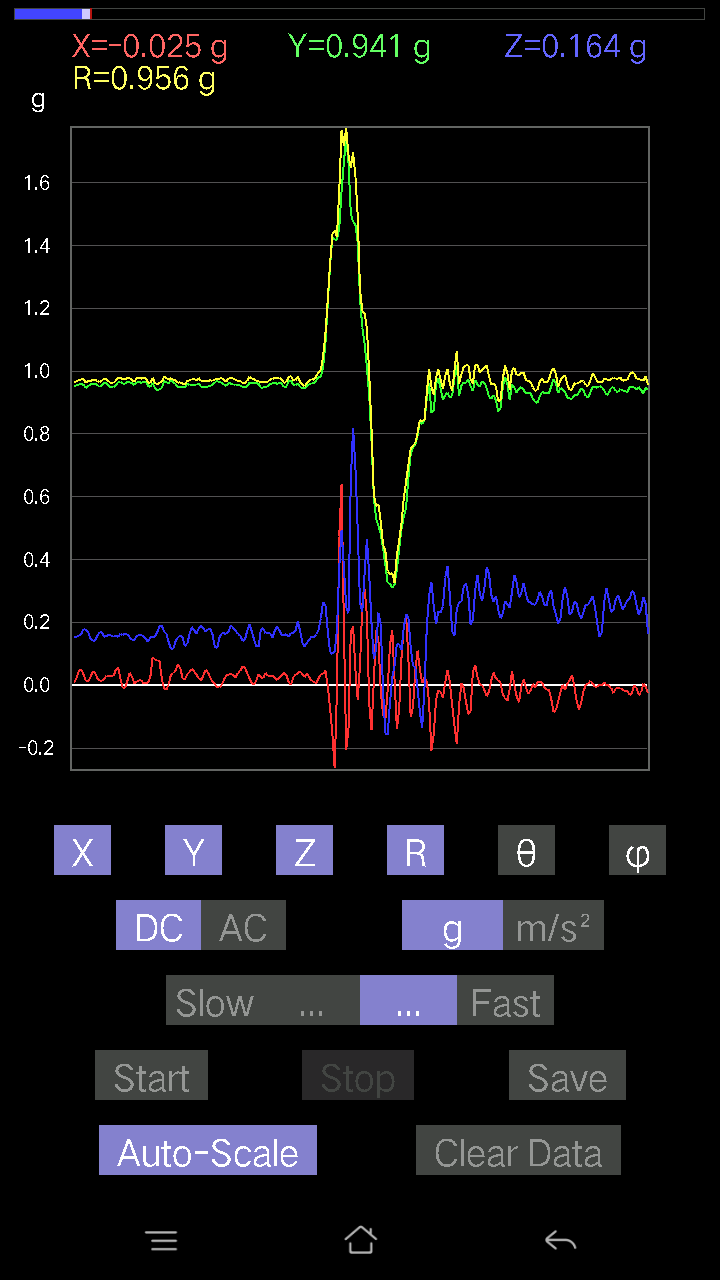 X=-0.025 g Y=0.941 g Z=0.164 g
R=0.956 g
g
1.6
1.4
1.2
1.0
0.8
0.6
0.4
0.2
0.0
-0.2
X Y Z R θ φ
DC AC g m/s²
Slow ... ... Fast
Start Stop Save
Auto-Scale Clear Data